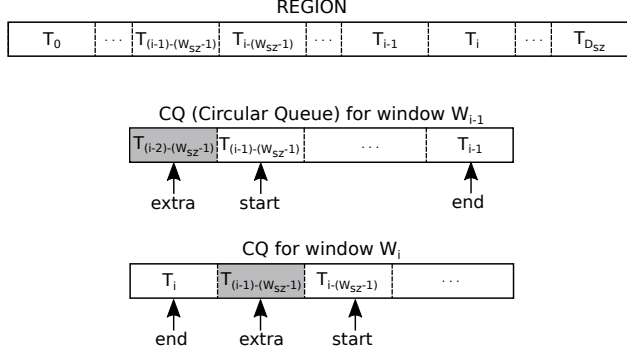 REGION
T0 ... T(i-1)-(Wsz-1) Ti-(Wsz-1) ... Ti-1 Ti ... TDsz
CQ (Circular Queue) for window Wi-1
T(i-2)-(Wsz-1) T(i-1)-(Wsz-1) ... Ti-1
extra start end
CQ for window Wi
Ti T(i-1)-(Wsz-1) Ti-(Wsz-1) ...
end extra start